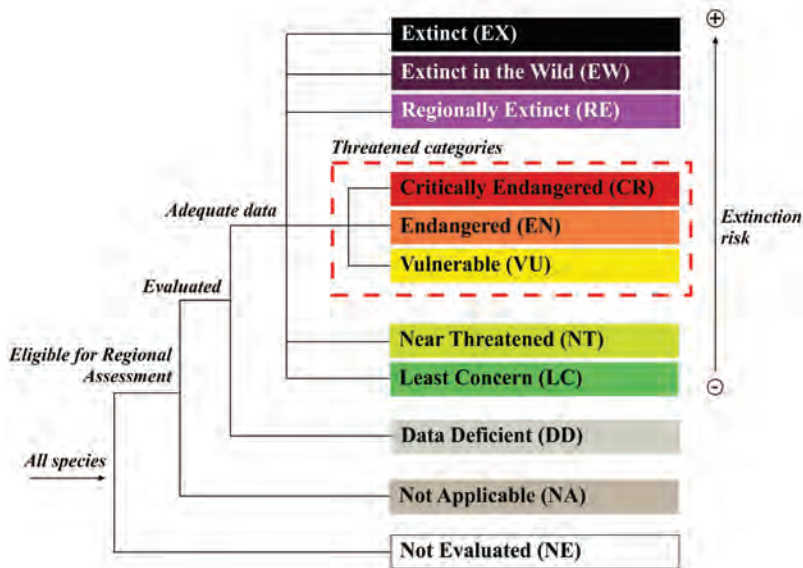 Extinct (EX)
Extinct in the Wild (EW)
Regionally Extinct (RE)
Threatened categories
Critically Endangered (CR)
Adequate data
Endangered (EN)
Extinction
risk
Vulnerable (VU)
Evaluated
Near Threatened (NT)
Eligible for Regional
Assessment
Least Concern (LC)
Data Deficient (DD)
All species
Not Applicable (NA)
Not Evaluated (NE)
+
−